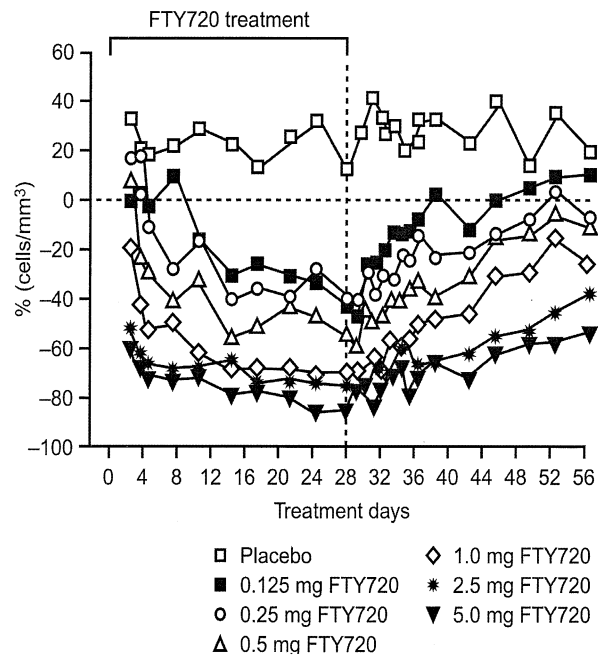 FTY720 treatment
60
40
20
0
–20
–40
–60
–80
–100
% (cells/mm³)
0 4 8 12 16 20 24 28 32 36 40 44 48 52 56
Treatment days
Placebo
0.125 mg FTY720
0.25 mg FTY720
0.5 mg FTY720
1.0 mg FTY720
2.5 mg FTY720
5.0 mg FTY720